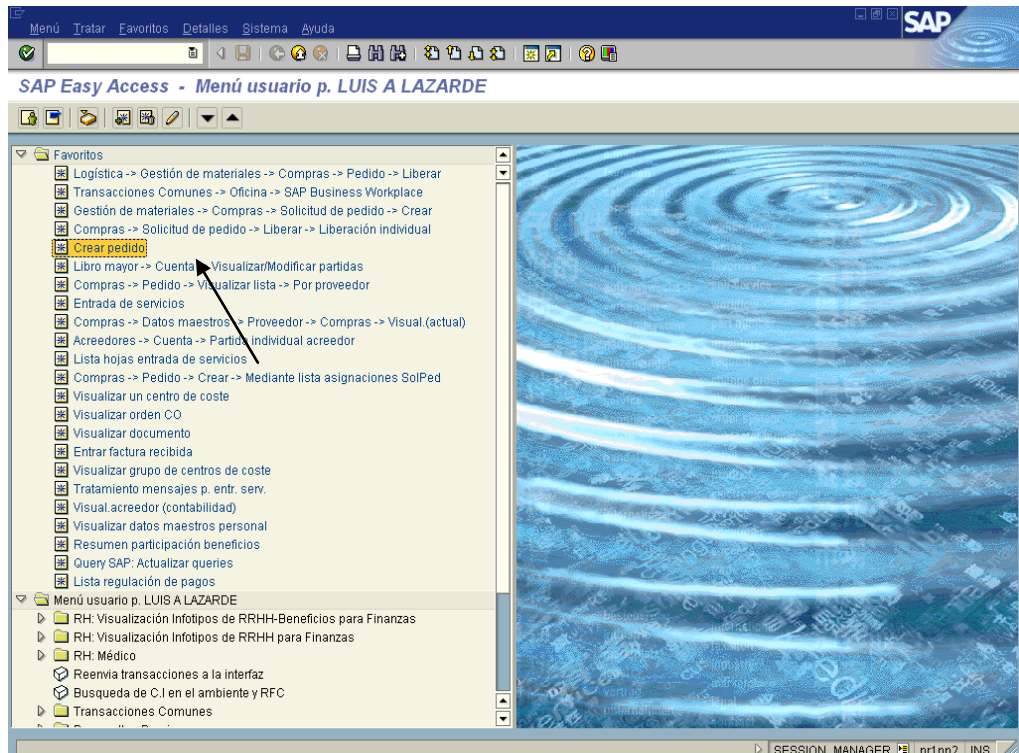 Menú Tratar Favoritos Detalles Sistema Ayuda
SAP
SAP Easy Access - Menú usuario p. LUIS A LAZARDE
Favoritos
Logística -> Gestión de materiales -> Compras -> Pedido -> Liberar
Transacciones Comunes -> Oficina -> SAP Business Workplace
Gestión de materiales -> Compras -> Solicitud de pedido -> Crear
Compras -> Solicitud de pedido -> Liberar -> Liberación individual
Crear pedido
Libro mayor -> Cuenta -> Visualizar/Modificar partidas
Compras -> Pedido -> Visualizar lista -> Por proveedor
Entrada de servicios
Compras -> Datos maestros -> Proveedor -> Compras -> Visual.(actual)
Acreedores -> Cuenta -> Partida individual acreedor
Lista hojas entrada de servicios
Compras -> Pedido -> Crear -> Mediante lista asignaciones SolPed
Visualizar un centro de coste
Visualizar orden CO
Visualizar documento
Entrar factura recibida
Visualizar grupo de centros de coste
Tratamiento mensajes p. entr. serv.
Visual.acreedor (contabilidad)
Visualizar datos maestros personal
Resumen participación beneficios
Query SAP: Actualizar queries
Lista regulación de pagos
Menú usuario p. LUIS A LAZARDE
RH: Visualización Infotipos de RRHH-Beneficios para Finanzas
RH: Visualización Infotipos de RRHH para Finanzas
RH: Médico
Reenvia transacciones a la interfaz
Busqueda de C.I en el ambiente y RFC
Transacciones Comunes
SESSION_MANAGER pr1pp2 INS